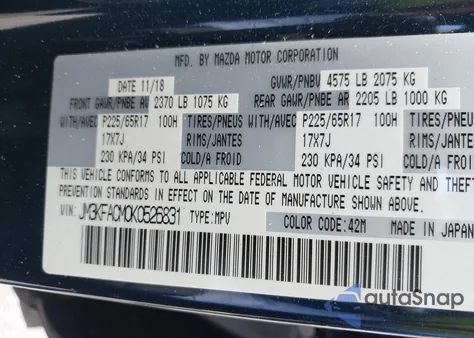 MFD. BY MAZDA MOTOR CORPORATION
DATE 11/18 GVWR/PNBV 4575 LB 2075 KG
FRONT GAWR/PNBE AV 2370 LB 1075 KG REAR GAWR/PNBE AR 2205 LB 1000 KG
WITH/AVEC P225/65R17 100H TIRES/PNEU WITH/AVEC P225/65R17 100H TIRES/PNEU
17X7J RIMS/JANTES 17X7J RIMS/JANTES
230 KPA/34 PSI COLD/A FROID 230 KPA/34 PSI COLD/A FROID
THIS VEHICLE CONFORMS TO ALL APPLICABLE FEDERAL MOTOR VEHICLE SAFETY AND THEFT
PREVENTION STANDARDS IN EFFECT ON THE DATE OF MANUFACTURE SHOWN ABOVE.
VIN: JM3KFACM0K0526831 TYPE: MPV COLOR CODE: 42M MADE IN JAPAN
autoSnap